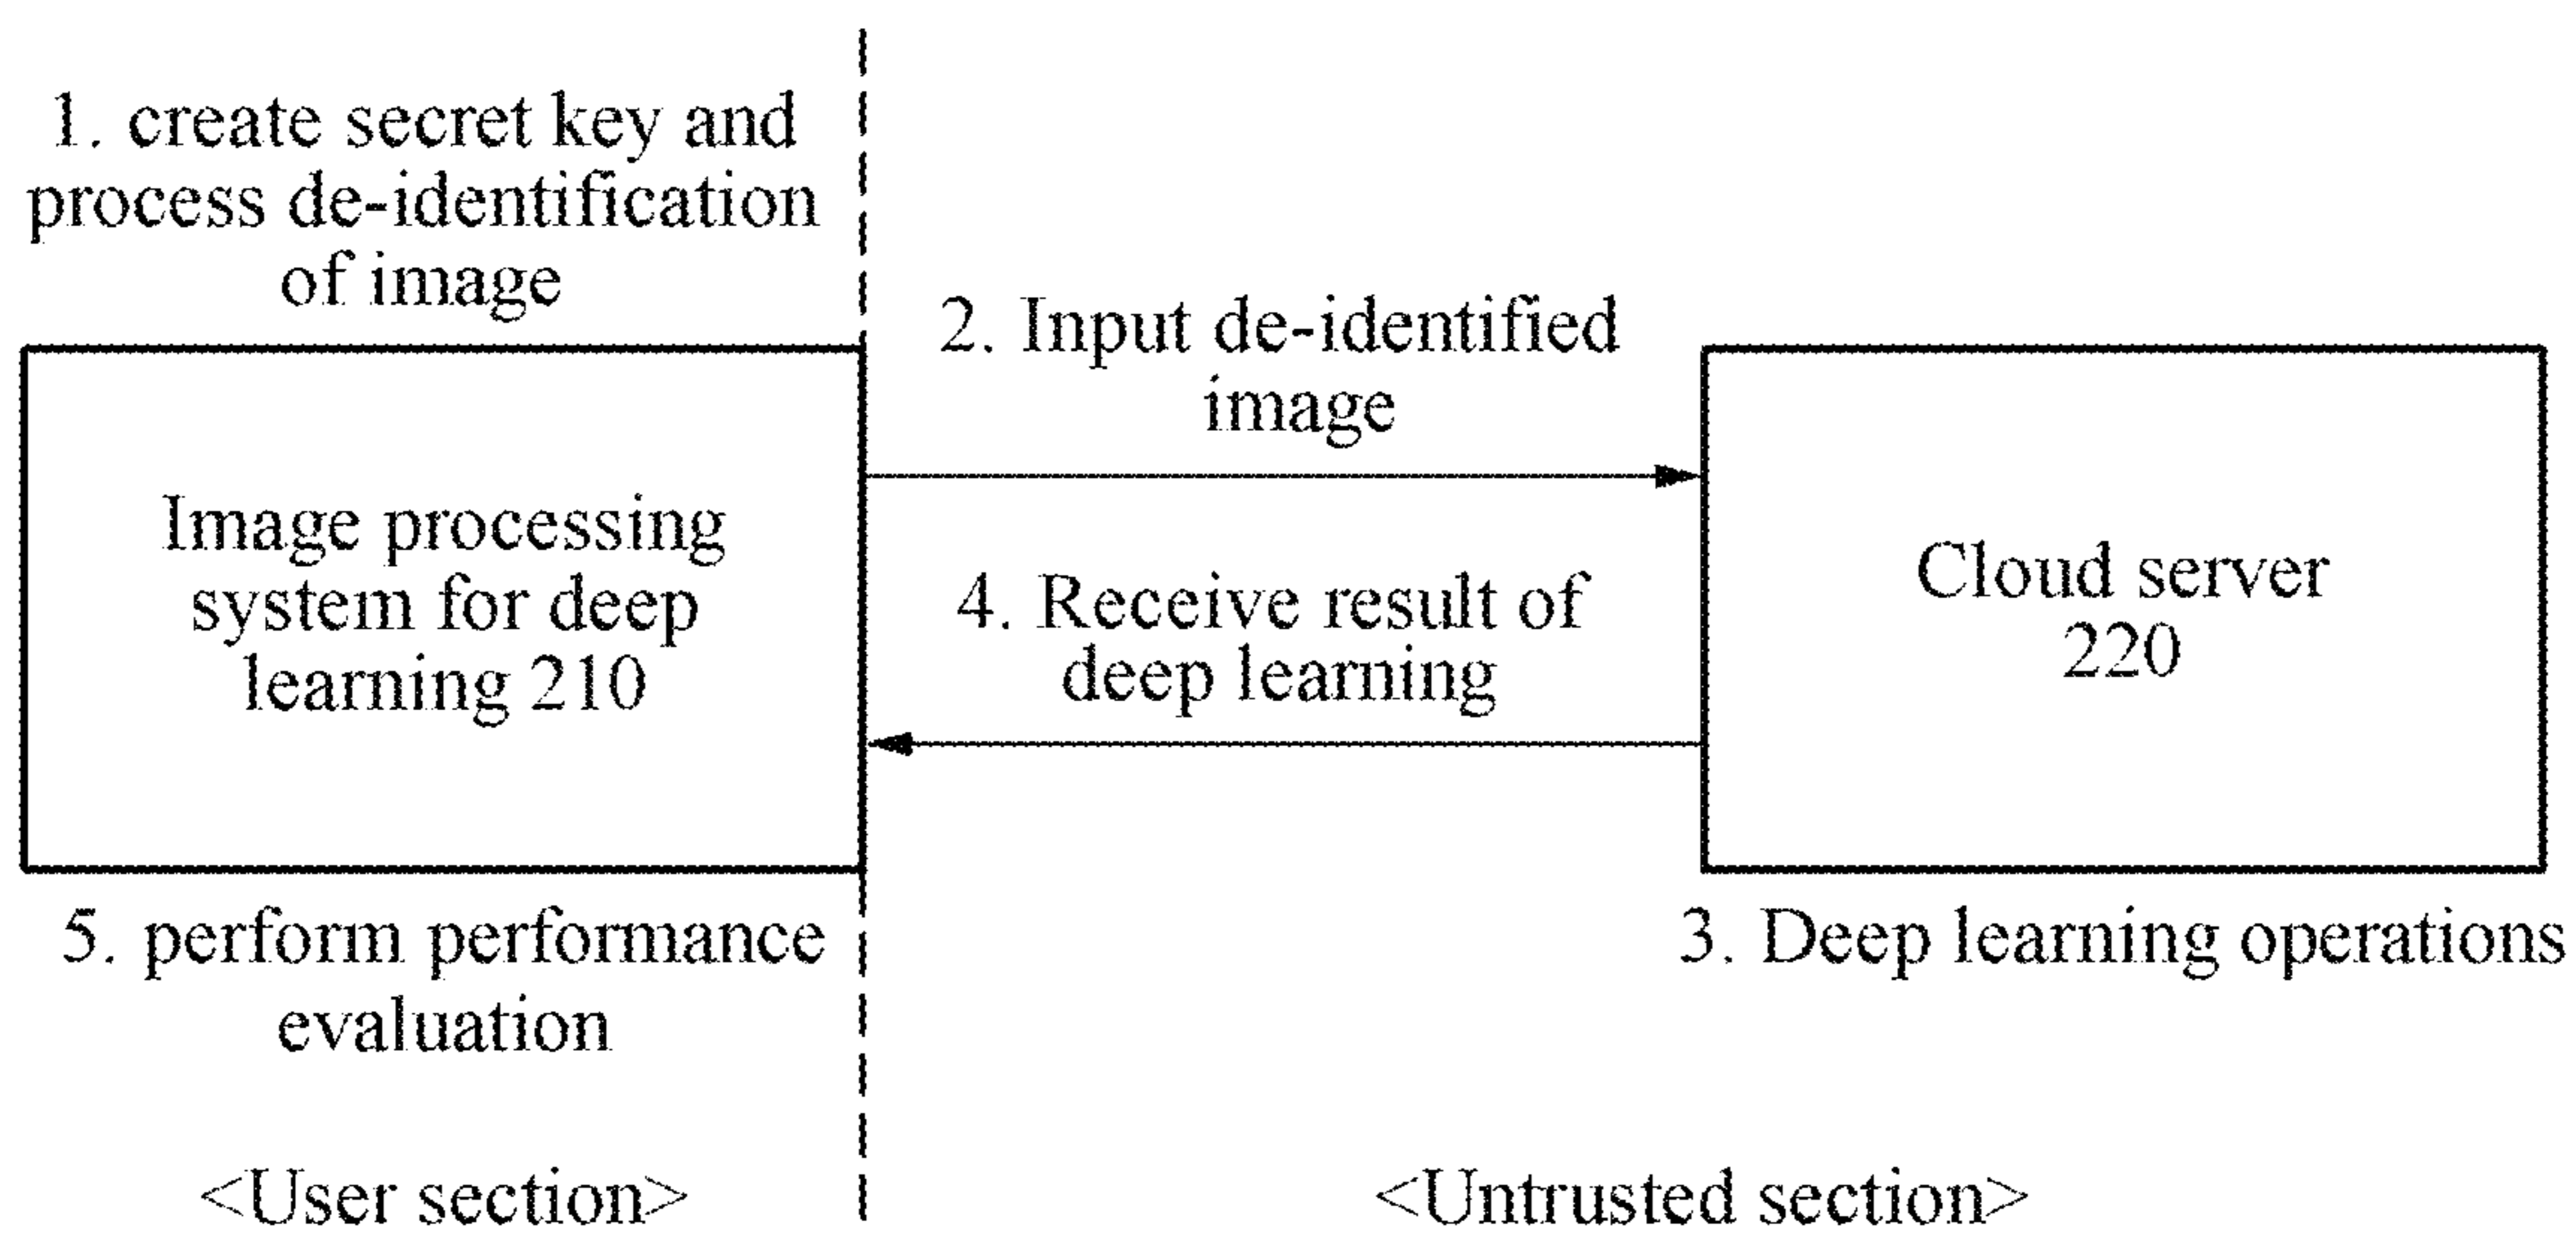 1. create secret key and
process de-identification
of image
Image processing
system for deep
learning 210
2. Input de-identified
image
4. Receive result of
deep learning
Cloud server
220
5. perform performance
evaluation
3. Deep learning operations
<User section>
<Untrusted section>